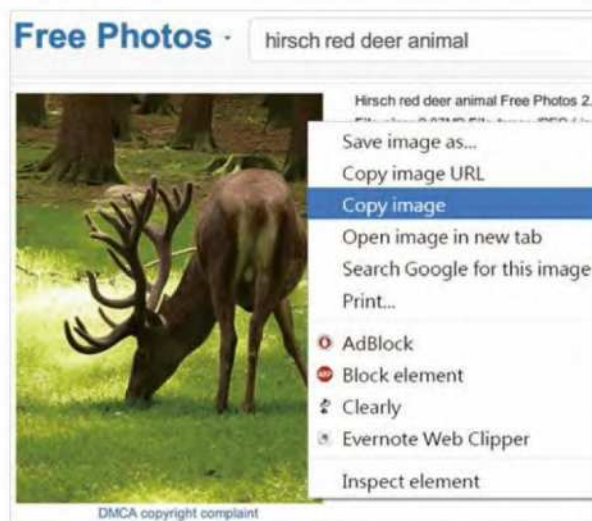 Free Photos
hirsch red deer animal
Hirsch red deer animal Free Photos 2.
Save image as...
Copy image URL
Copy image
Open image in new tab
Search Google for this image
Print...
AdBlock
Block element
Clearly
Evernote Web Clipper
Inspect element
DMCA copyright complaint